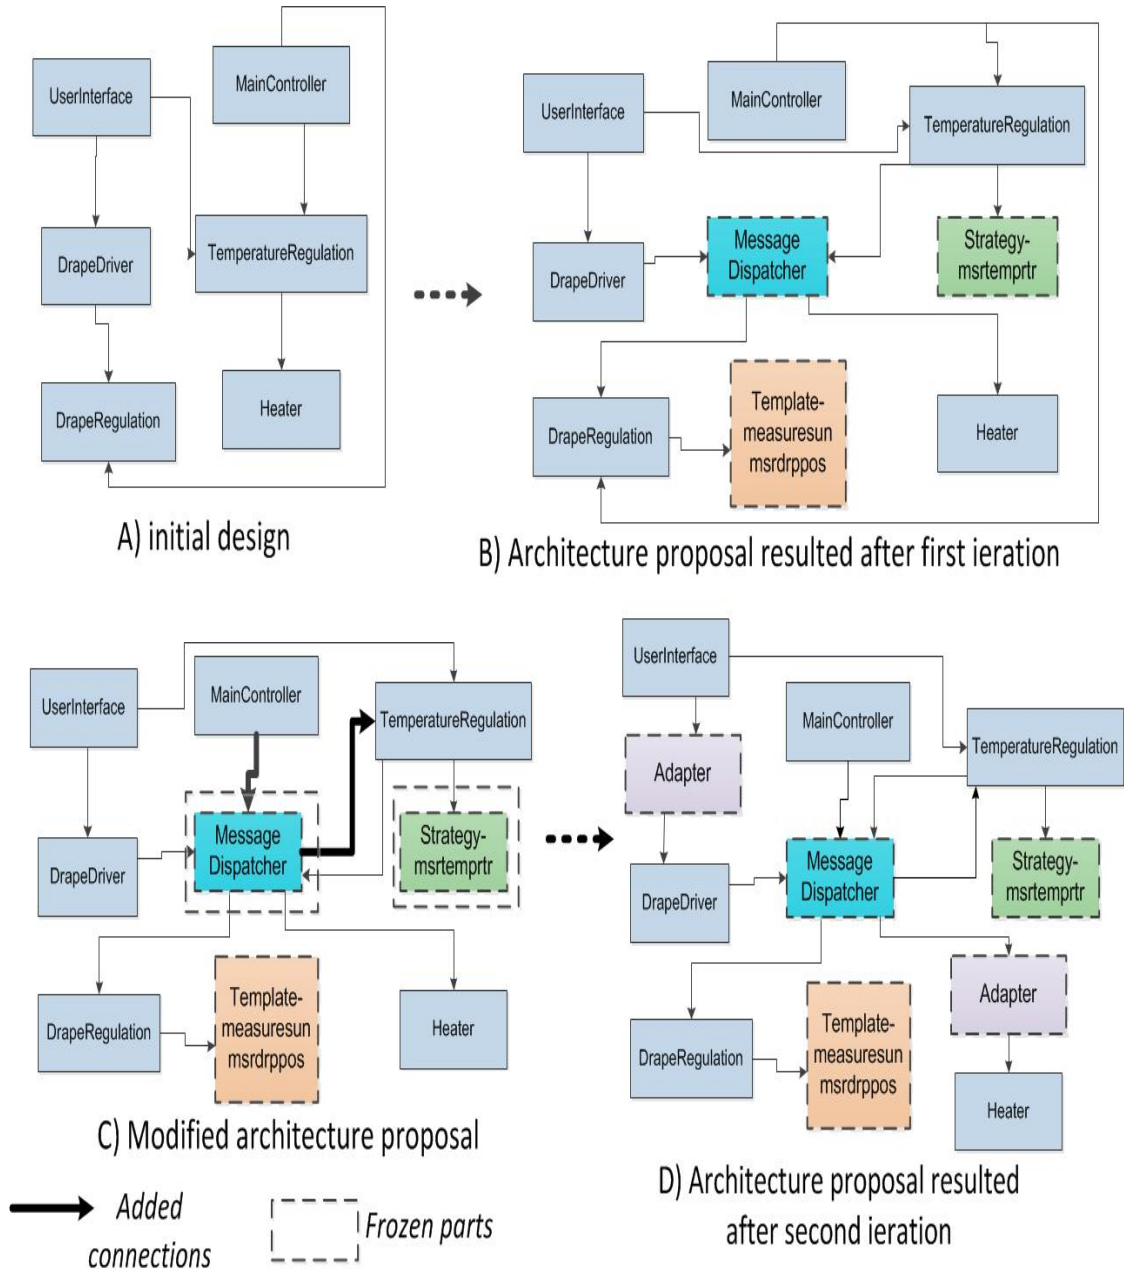 UserInterface
MainController
DrapeDriver
TemperatureRegulation
DrapeRegulation
Heater
A) initial design
UserInterface
MainController
TemperatureRegulation
DrapeDriver
Message
Dispatcher
Strategy-
msrtemprtr
DrapeRegulation
Template-
measuresun
msrdrppos
Heater
B) Architecture proposal resulted after first ieration
UserInterface
MainController
TemperatureRegulation
DrapeDriver
Message
Dispatcher
Strategy-
msrtemprtr
DrapeRegulation
Template-
measuresun
msrdrppos
Heater
C) Modified architecture proposal
UserInterface
MainController
TemperatureRegulation
Adapter
DrapeDriver
Message
Dispatcher
Strategy-
msrtemprtr
DrapeRegulation
Template-
measuresun
msrdrppos
Adapter
Heater
D) Architecture proposal resulted
after second ieration
Added
connections
Frozen parts